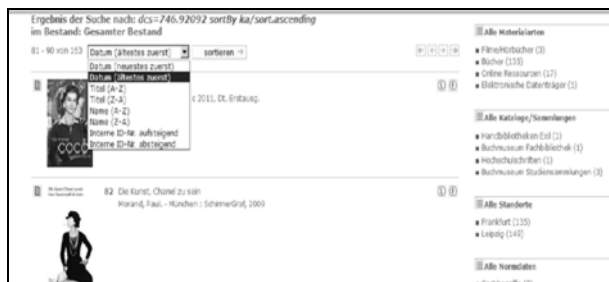 Ergebnis der Suche nach: dcs=746.92092 sortBy ka/sort.ascending
im Bestand: Gesamter Bestand
81 - 90 von 153
Datum (ältestes zuerst)
sortieren
Datum (neuestes zuerst)
Datum (ältestes zuerst)
Titel (A-Z)
Titel (Z-A)
Name (A-Z)
Name (Z-A)
Interne ID-Nr. aufsteigend
Interne ID-Nr. absteigend
c 2011, Dt. Erstausg.
COCO
82 Die Kunst, Chanel zu sein
Morand, Paul. - München : SchirmerGraf, 2009
Alle Materialarten
Filme/Hörbücher (3)
Bücher (133)
Online Ressourcen (17)
Elektronische Datenträger (1)
Alle Kataloge/Sammlungen
Handbibliotheken Exil (1)
Buchmuseum Fachbibliothek (1)
Hochschulschriften (1)
Buchmuseum Studiensammlungen (3)
Alle Standorte
Frankfurt (135)
Leipzig (149)
Alle Normdaten